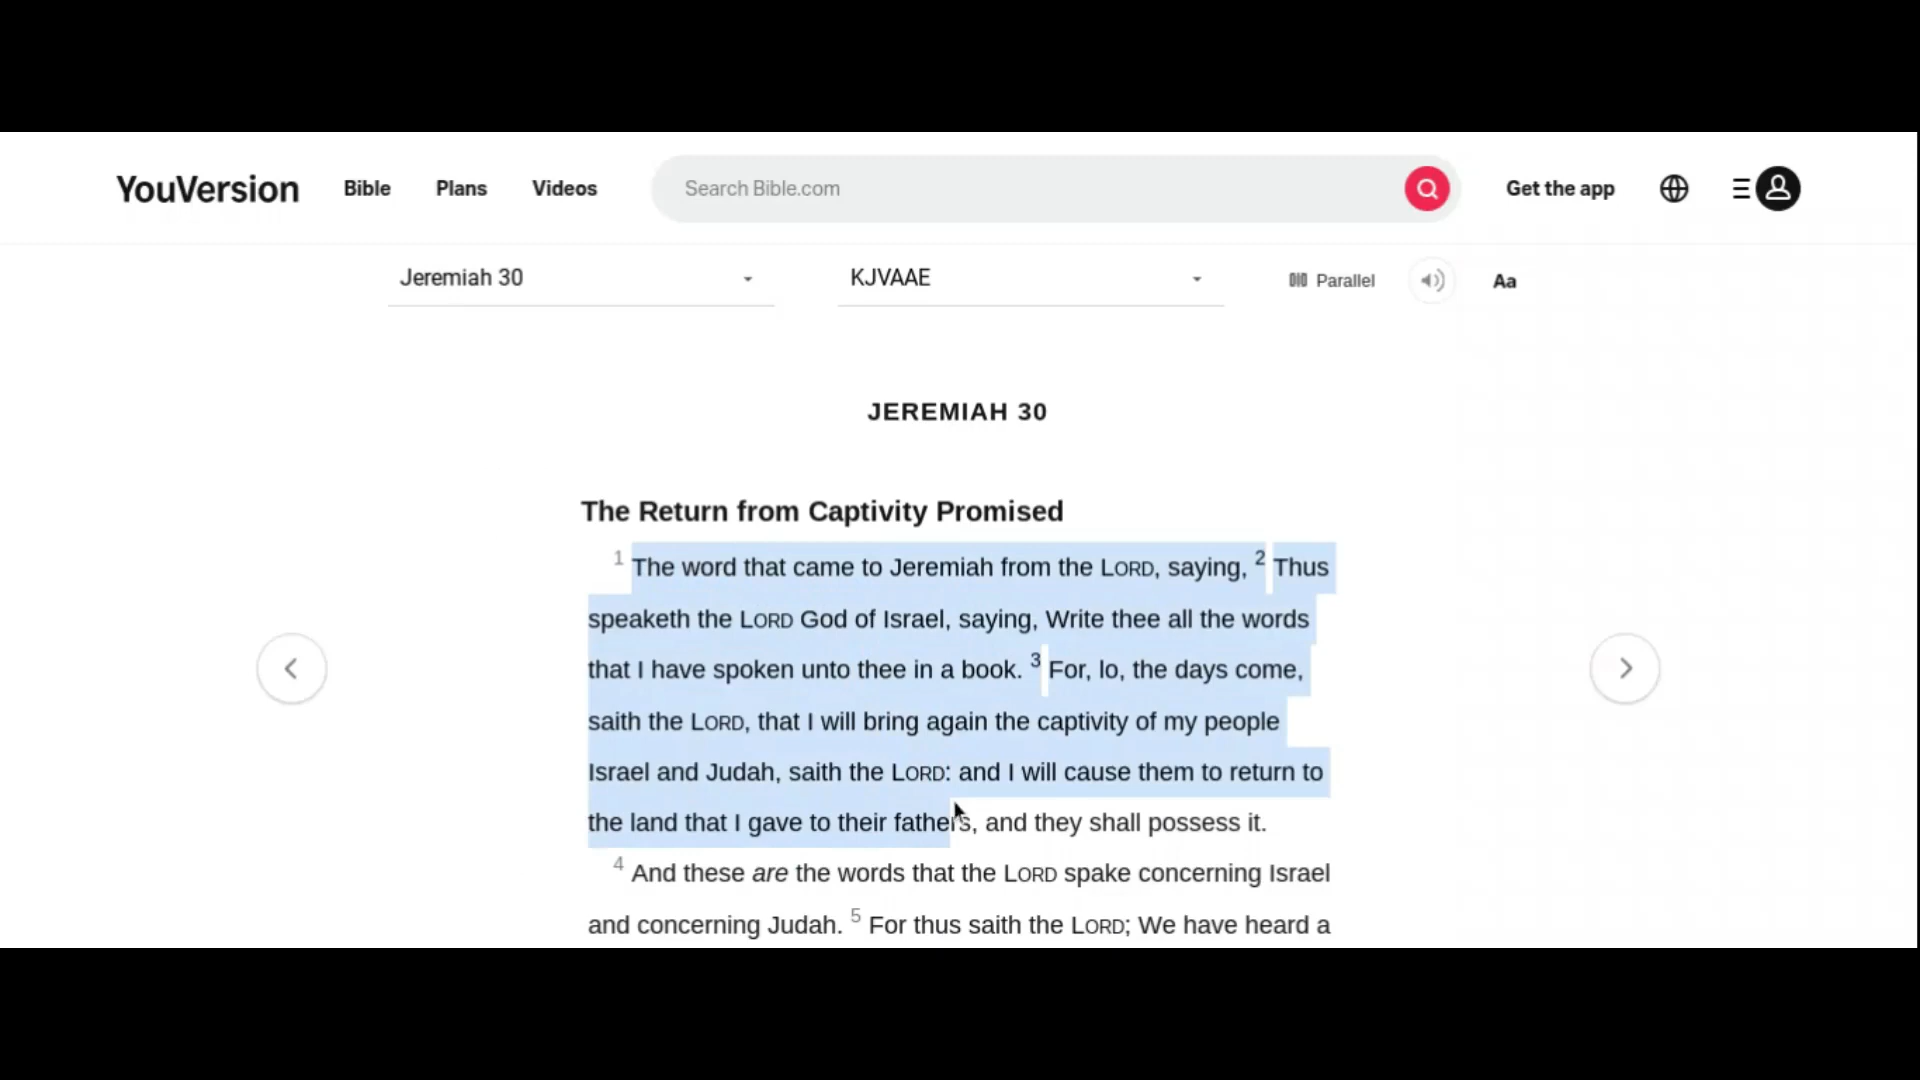 YouVersion Bible Plans Videos Search Bible.com Get the app
Jeremiah 30 KJVAAE Parallel Aa
JEREMIAH 30
The Return from Captivity Promised
1 The word that came to Jeremiah from the LORD, saying, 2 Thus
speaketh the LORD God of Israel, saying, Write thee all the words
that I have spoken unto thee in a book. 3 For, lo, the days come,
saith the LORD, that I will bring again the captivity of my people
Israel and Judah, saith the LORD: and I will cause them to return to
the land that I gave to their fathers, and they shall possess it.
4 And these are the words that the LORD spake concerning Israel
and concerning Judah. 5 For thus saith the LORD; We have heard a